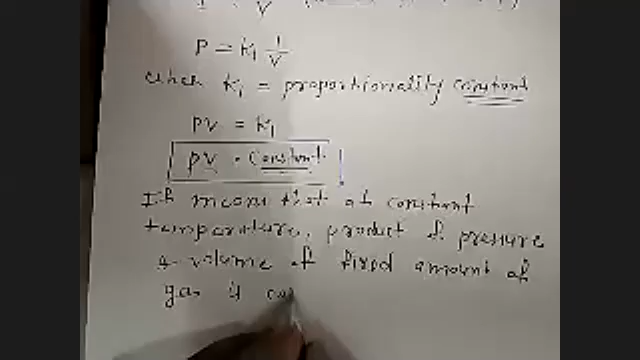 P = K₁ 1/V
K₁ = proportionality constant
PV = K₁
PV = Constant
It means that at constant
temperature, product of pressure
& volume of fixed amount of
gas is